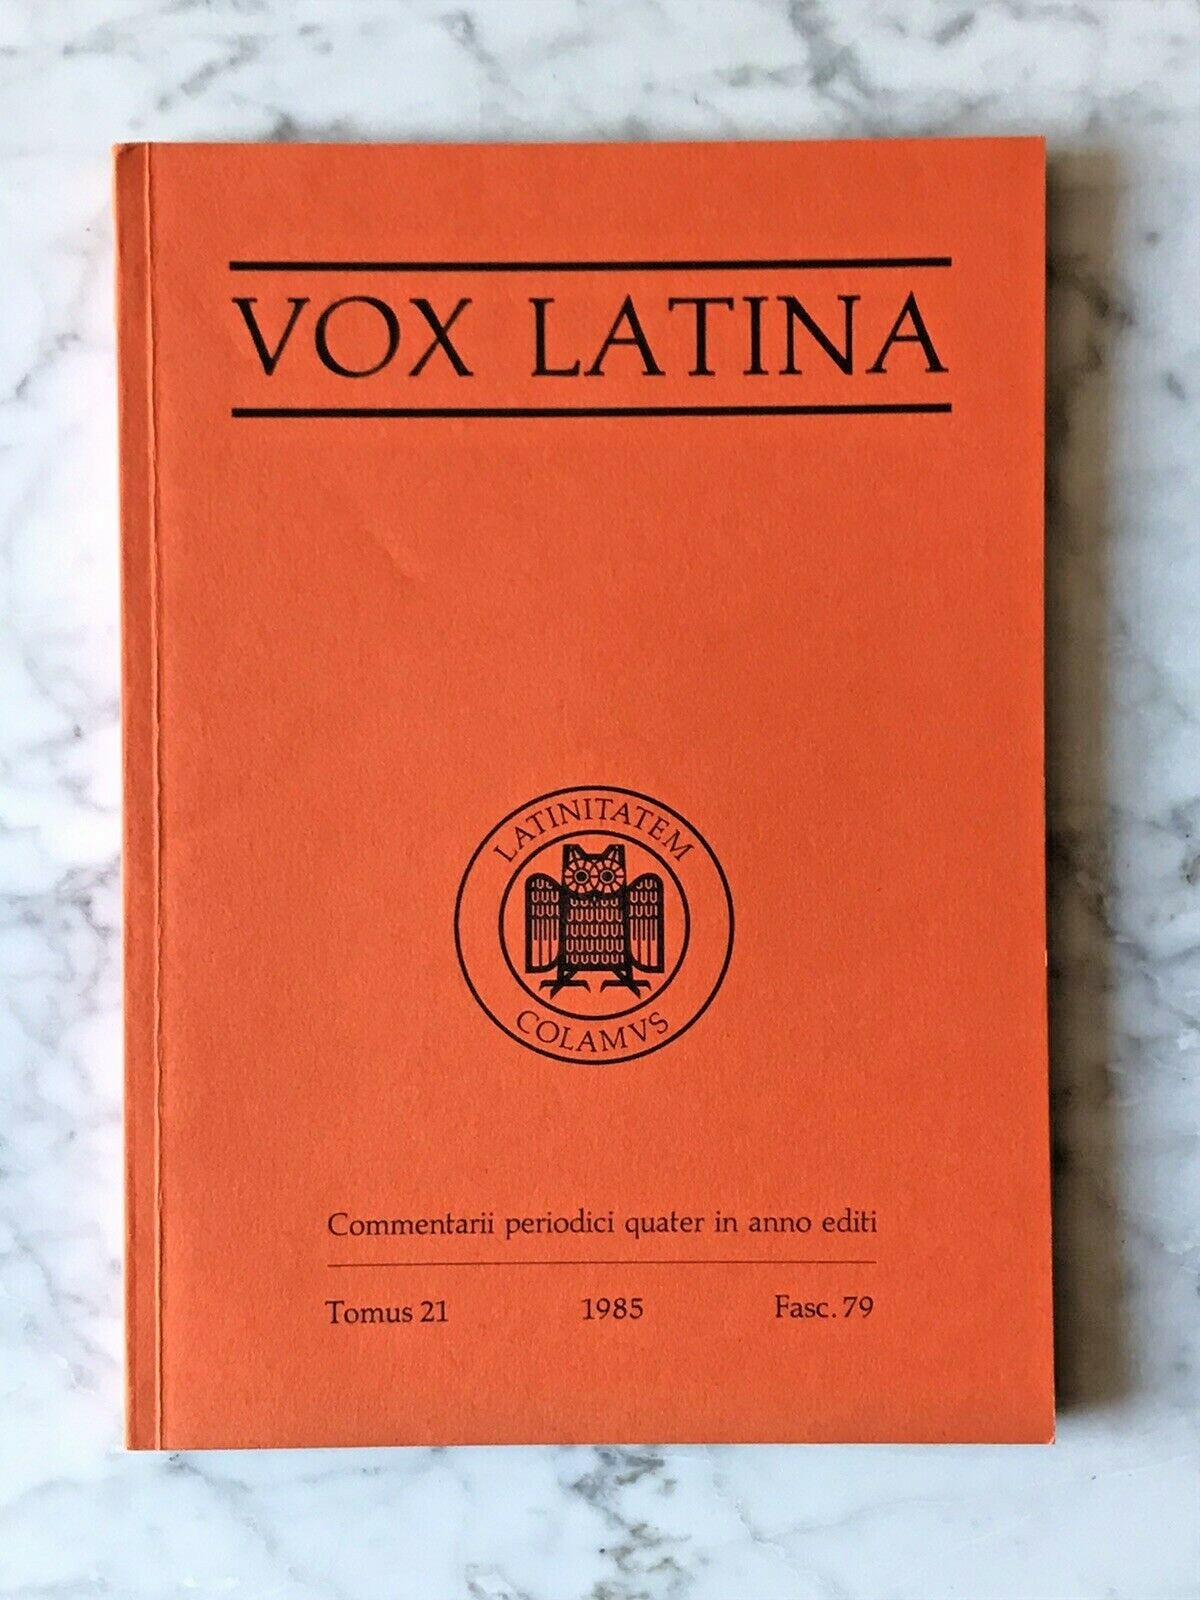 VOX LATINA
LATINITATEM
COLAMVS
Commentarii periodici quater in anno editi
Tomus 21 1985 Fasc. 79